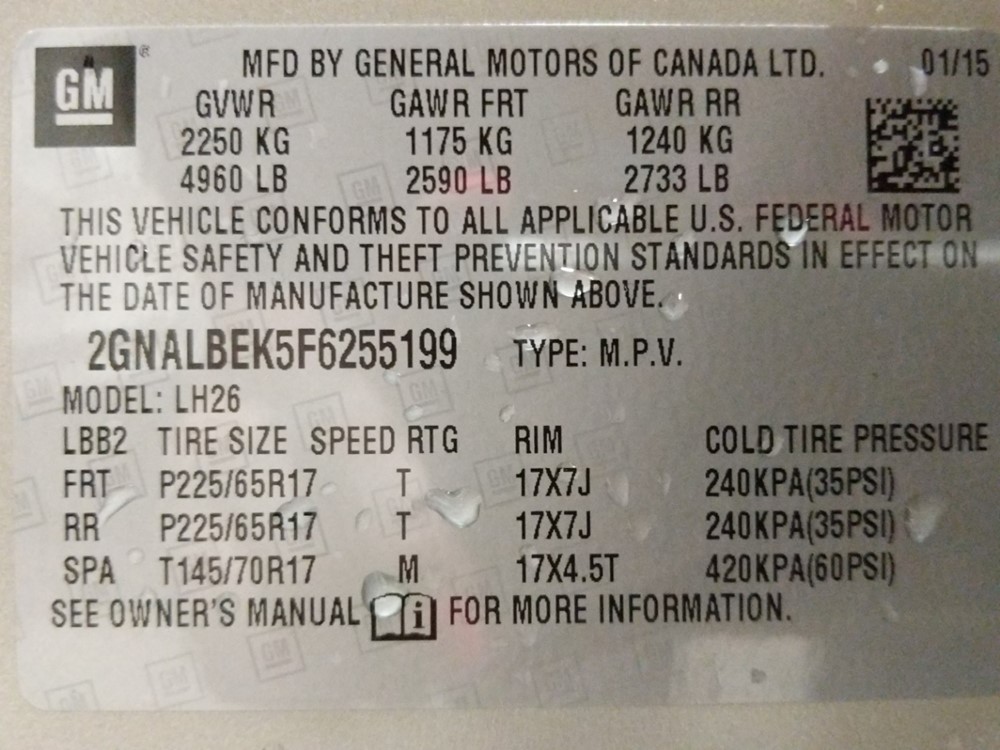 GM ® MFD BY GENERAL MOTORS OF CANADA LTD. 01/15
GVWR GAWR FRT GAWR RR
2250 KG 1175 KG 1240 KG
4960 LB 2590 LB 2733 LB
THIS VEHICLE CONFORMS TO ALL APPLICABLE U.S. FEDERAL MOTOR
VEHICLE SAFETY AND THEFT PREVENTION STANDARDS IN EFFECT ON
THE DATE OF MANUFACTURE SHOWN ABOVE.
2GNALBEK5F6255199 TYPE: M.P.V.
MODEL: LH26
LBB2 TIRE SIZE SPEED RTG RIM COLD TIRE PRESSURE
FRT P225/65R17 T 17X7J 240KPA(35PSI)
RR P225/65R17 T 17X7J 240KPA(35PSI)
SPA T145/70R17 M 17X4.5T 420KPA(60PSI)
SEE OWNER'S MANUAL i FOR MORE INFORMATION.